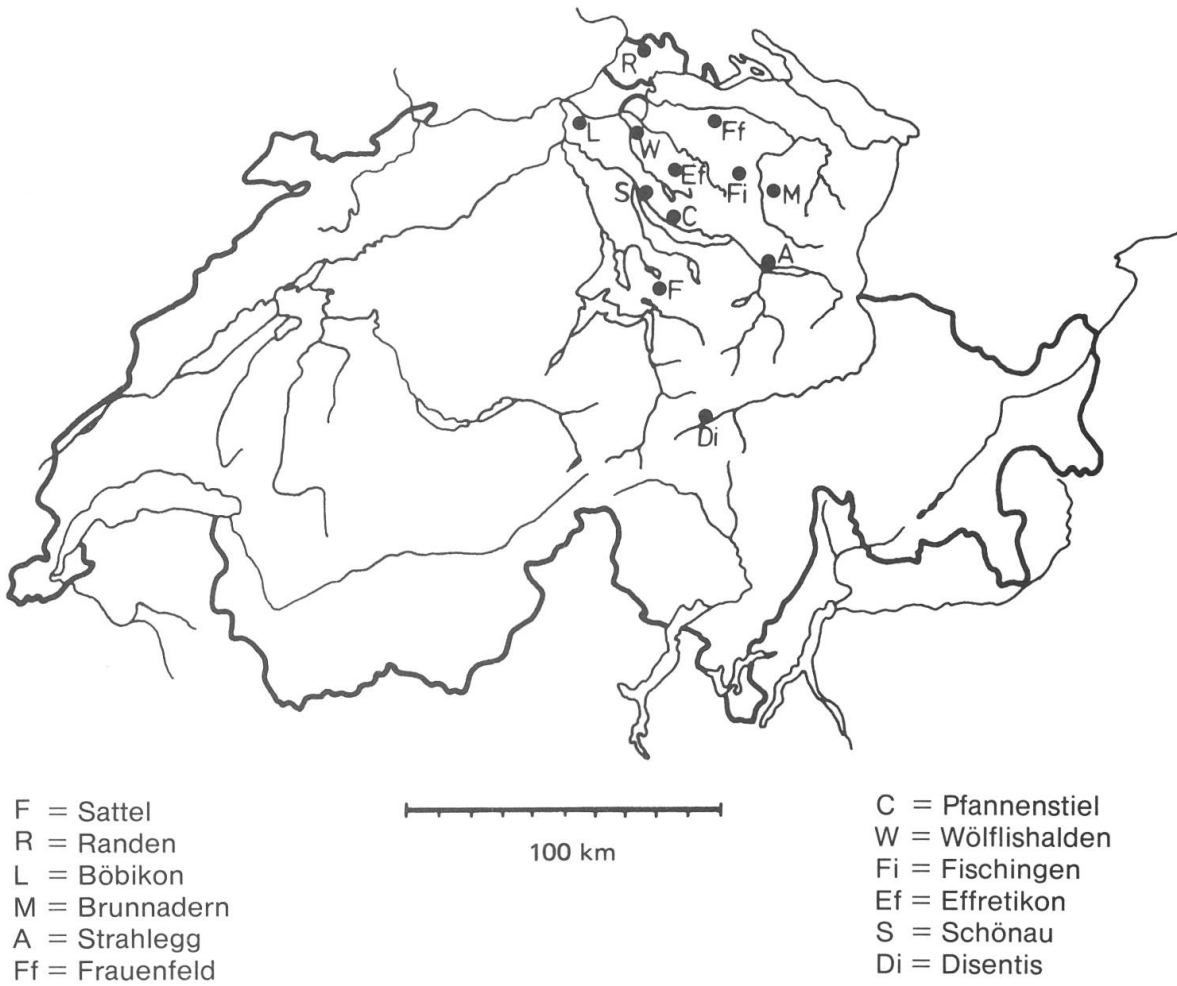 R
L
W
Ff
Ef
Fi
M
S
C
A
F
Di
F = Sattel
R = Randen
L = Böbikon
M = Brunnadern
A = Strahlegg
Ff = Frauenfeld
100 km
C = Pfannenstiel
W = Wölflishalden
Fi = Fischingen
Ef = Effretikon
S = Schönau
Di = Disentis